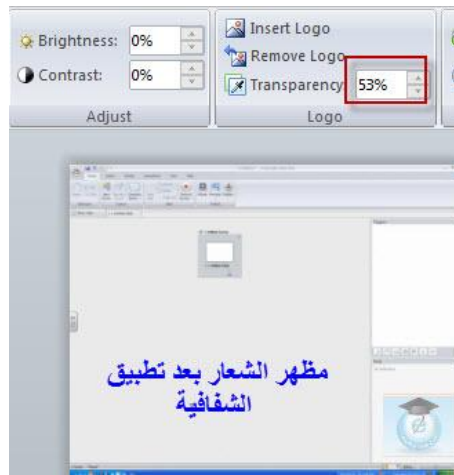 Brightness: 0%
Contrast: 0%
Adjust
Insert Logo
Remove Logo
Transparency 53%
Logo
مظهر الشعار بعد تطبيق
الشفافية